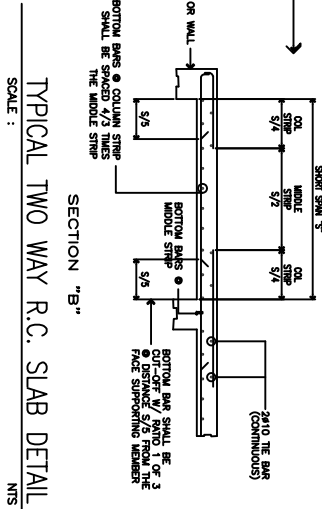 SHORT SPAN "S"
COL
STRIP
S/4
MIDDLE
STRIP
S/2
COL
STRIP
S/4
2ø10 TIE BAR
(CONTINUOUS)
OR WALL
S/5
S/5
BOTTOM BARS @ COLUMN STRIP
SHALL BE SPACED 4/3 TIMES
THE MIDDLE STRIP
BOTTOM BARS @
MIDDLE STRIP
BOTTOM BAR SHALL BE
CUT-OFF W/ RATIO 1 OF 3
@ DISTANCE S/5 FROM THE
FACE SUPPORTING MEMBER
SECTION "B"
TYPICAL TWO WAY R.C. SLAB DETAIL
SCALE :
NTS